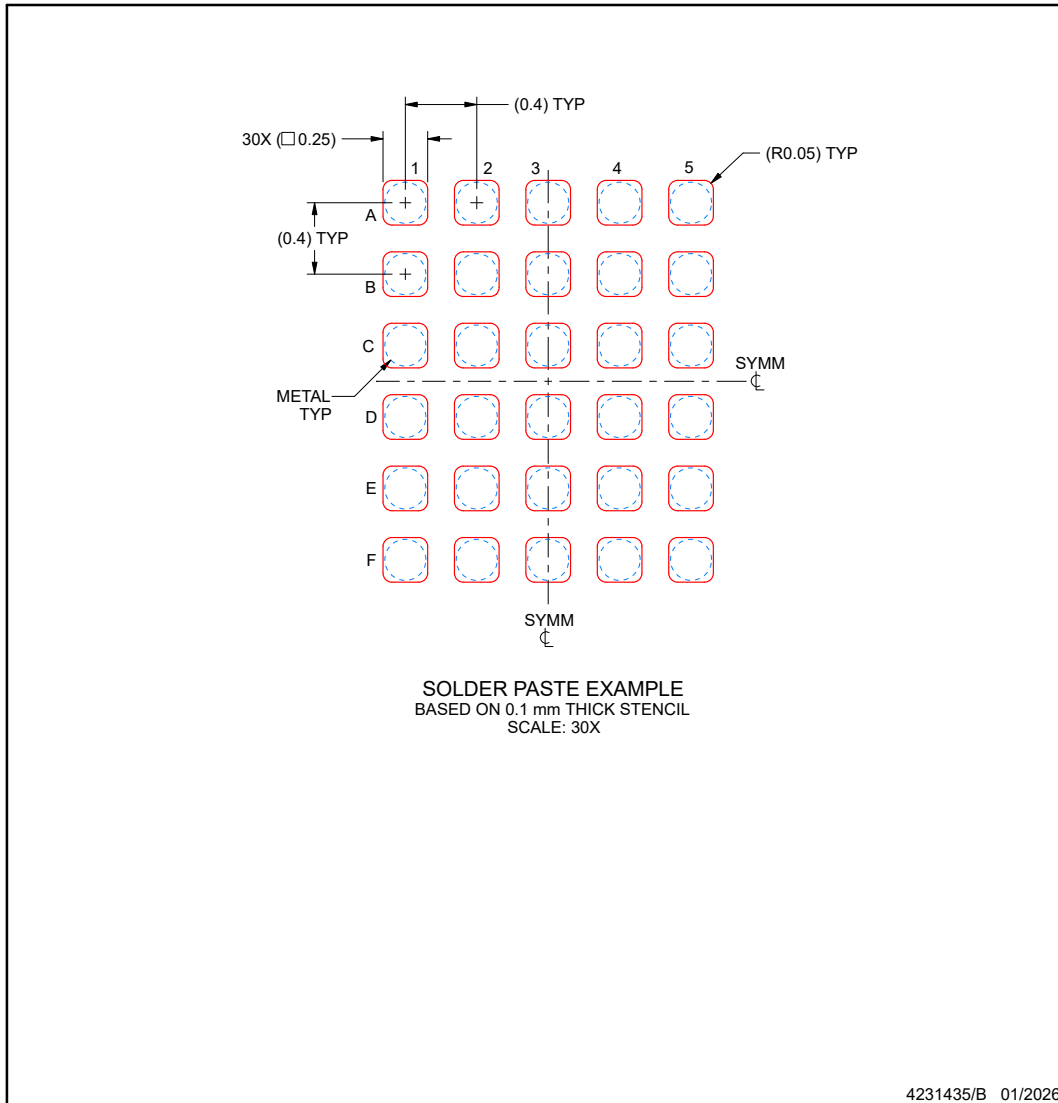 (0.4) TYP
30X (□0.25)
(R0.05) TYP
1 2 3 4 5
A
(0.4) TYP
B
C
SYMM
℄
METAL
TYP
D
E
F
SYMM
℄
SOLDER PASTE EXAMPLE
BASED ON 0.1 mm THICK STENCIL
SCALE: 30X
4231435/B 01/2026